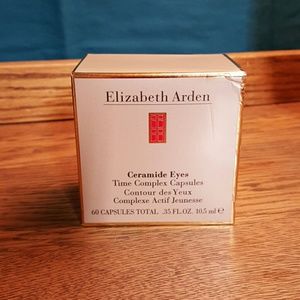 Elizabeth Arden
Ceramide Eyes
Time Complex Capsules
Contour des Yeux
Complexe Actif Jeunesse
60 CAPSULES TOTAL .35 FL.OZ. 10.5 ml ℮